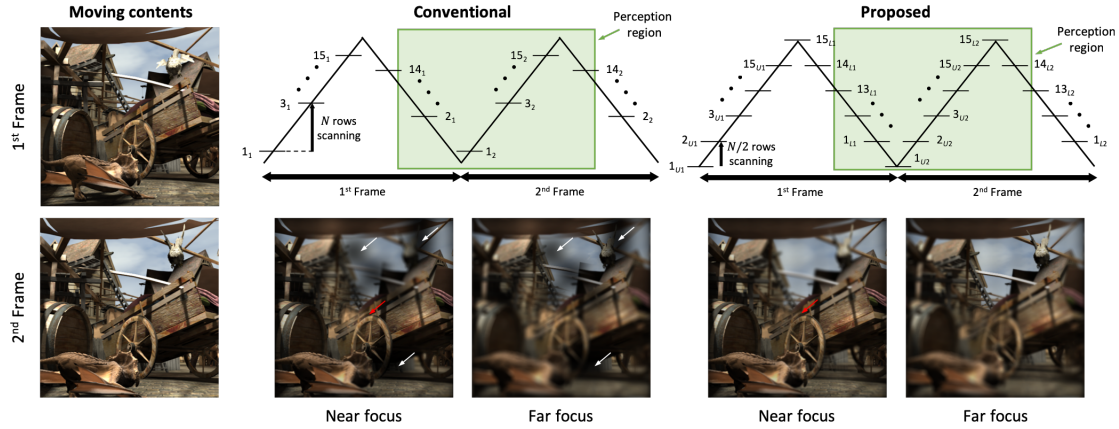 Moving contents
Conventional
Proposed
1st Frame
2nd Frame
Perception
region
15₁
14₁
3₁
2₁
1₁
N rows
scanning
15₂
14₂
3₂
2₂
1₂
1st Frame
2nd Frame
Perception
region
15L1
15U1
14L1
13L1
3U1
2U1
1U1
1L1
N/2 rows
scanning
15L2
15U2
14L2
13L2
3U2
2U2
1U2
1L2
1st Frame
2nd Frame
Near focus
Far focus
Near focus
Far focus